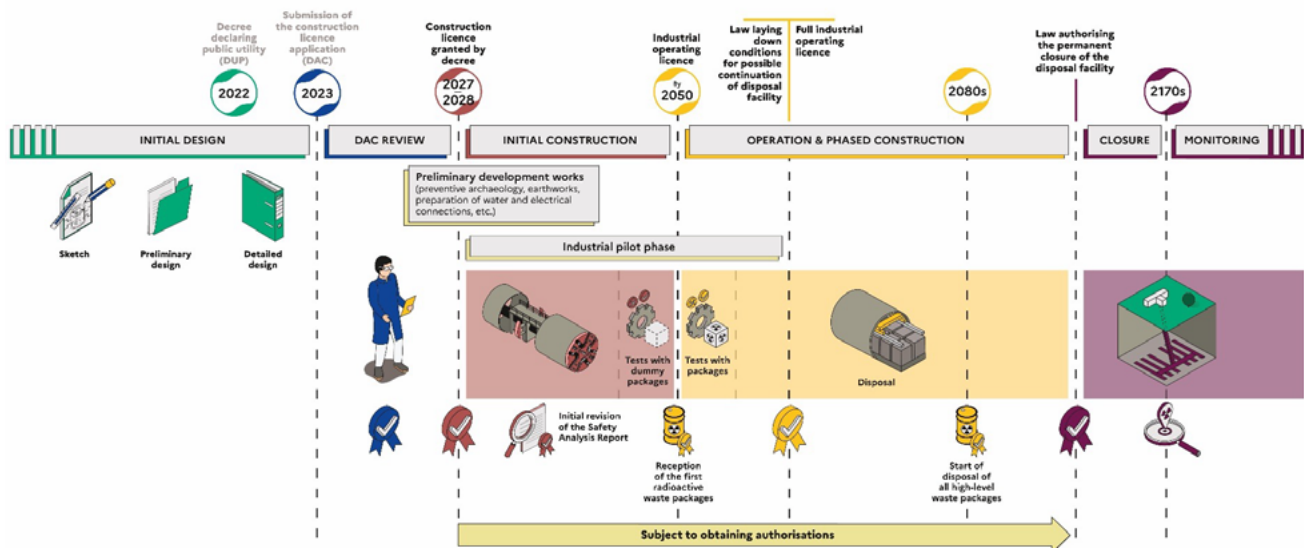 Decree
declaring
public utility
(DUP)
2022
Submission of
the construction
licence
application
(DAC)
2023
Construction
licence
granted by
decree
2027
2028
Industrial
operating
licence
By
2050
Law laying
down
conditions
for possible
continuation
of disposal
facility
Full industrial
operating
licence
2080s
Law authorising
the permanent
closure of the
disposal facility
2170s
INITIAL DESIGN
DAC REVIEW
INITIAL CONSTRUCTION
OPERATION & PHASED CONSTRUCTION
CLOSURE
MONITORING
Preliminary development works
(preventive archaeology, earthworks,
preparation of water and electrical
connections, etc.)
Industrial pilot phase
Sketch
Preliminary
design
Detailed
design
Tests with
dummy
packages
Tests with
packages
Disposal
Initial revision
of the Safety
Analysis Report
Reception
of the first
radioactive
waste packages
Start of
disposal of
all high-level
waste packages
Subject to obtaining authorisations